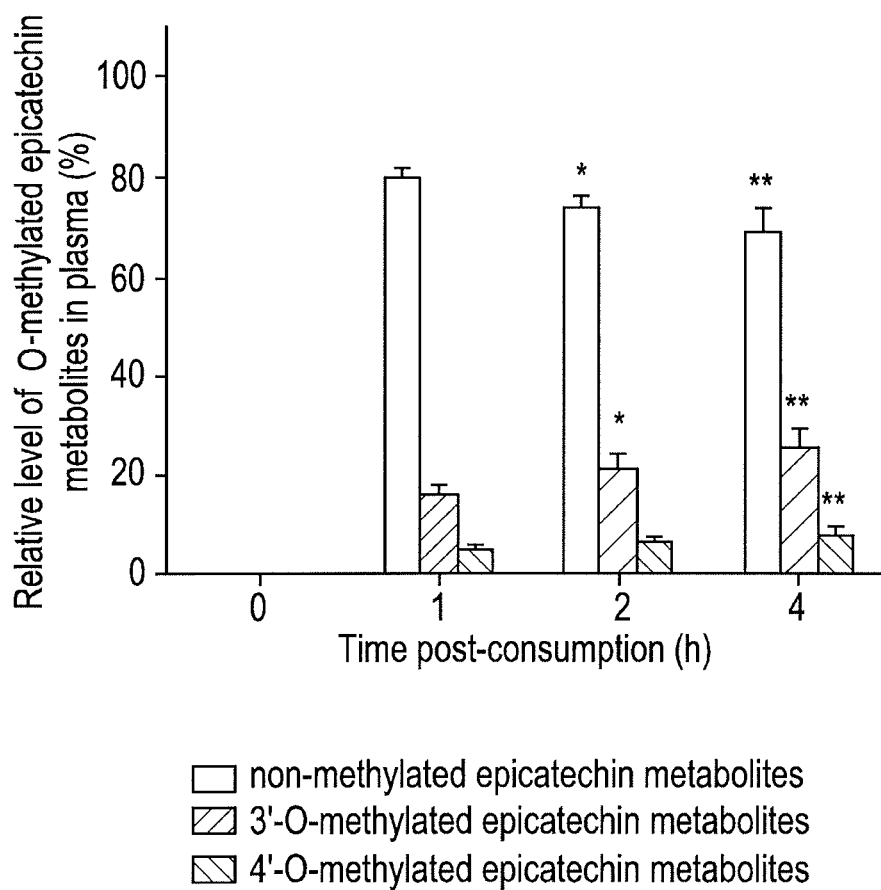 Relative level of O-methylated epicatechin
metabolites in plasma (%)
100
80
60
40
20
0
*
**
*
**
**
0 1 2 4
Time post-consumption (h)
non-methylated epicatechin metabolites
3'-O-methylated epicatechin metabolites
4'-O-methylated epicatechin metabolites